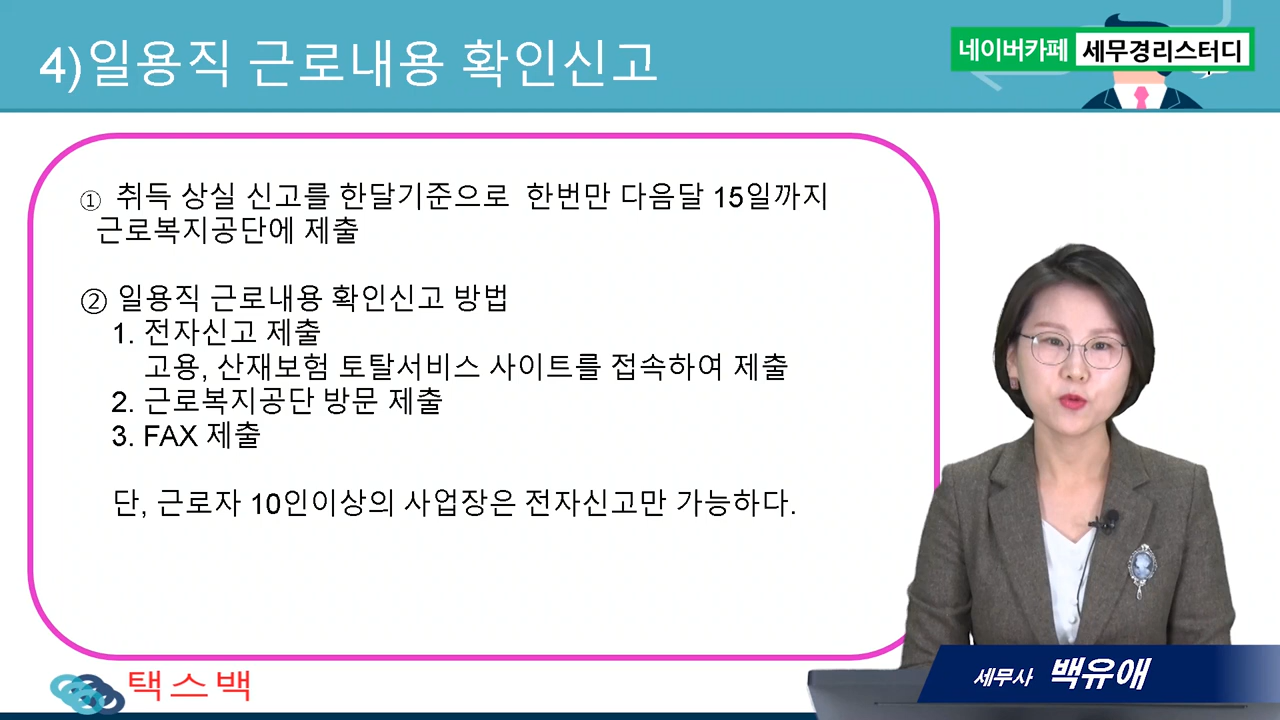 4)일용직 근로내용 확인신고
네이버카페 세무경리스터디
① 취득 상실 신고를 한달기준으로 한번만 다음달 15일까지
근로복지공단에 제출
② 일용직 근로내용 확인신고 방법
1. 전자신고 제출
고용, 산재보험 토탈서비스 사이트를 접속하여 제출
2. 근로복지공단 방문 제출
3. FAX 제출
단, 근로자 10인이상의 사업장은 전자신고만 가능하다.
택스백
세무사 백유애